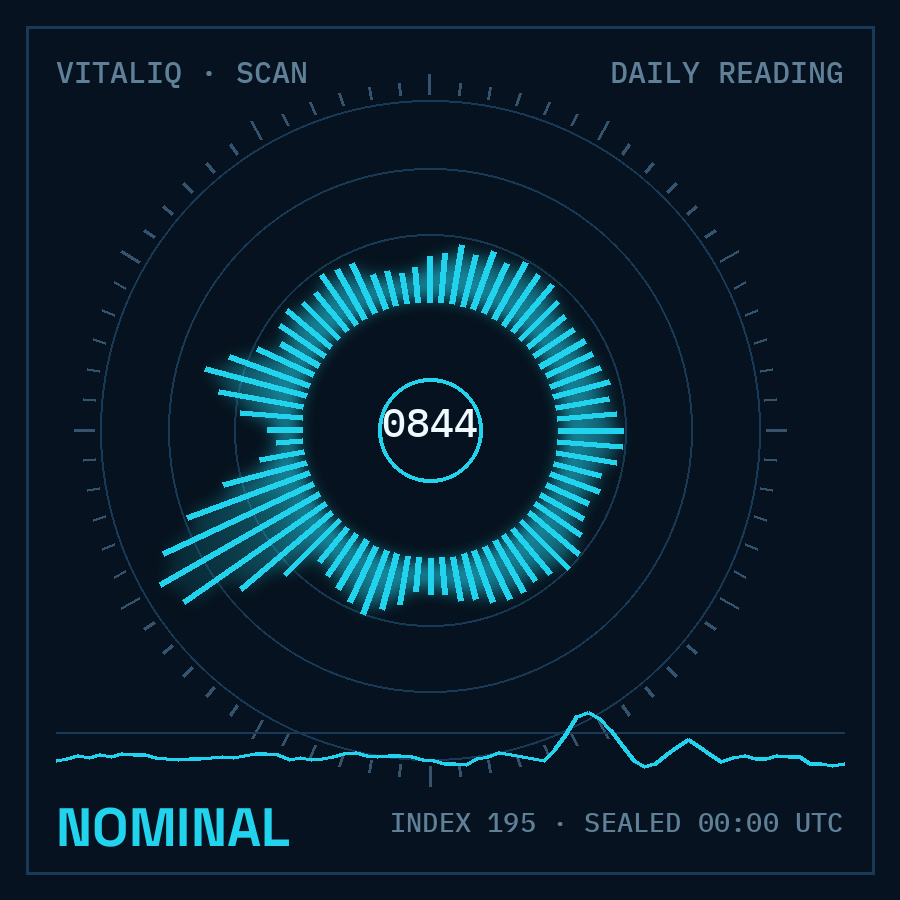 VITALIQ · SCAN
DAILY READING
0844
NOMINAL
INDEX 195 · SEALED 00:00 UTC